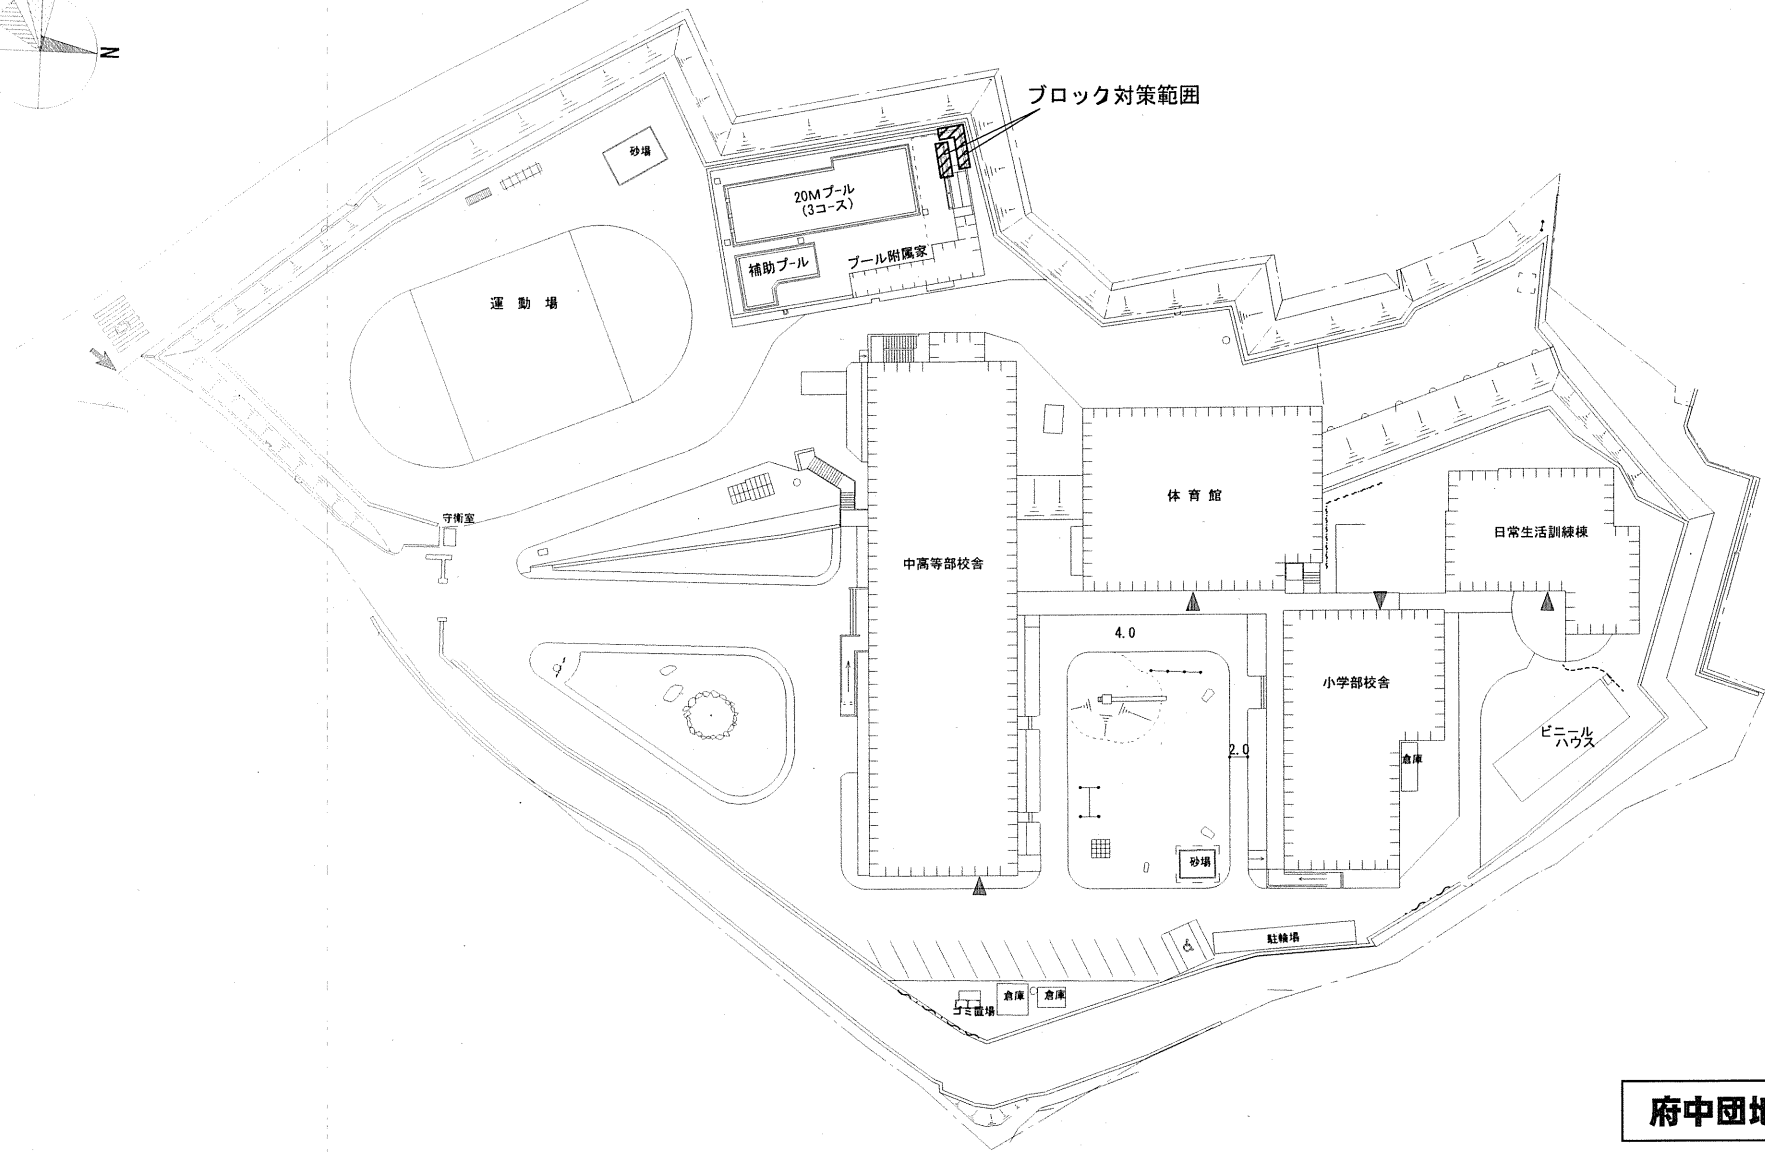 N
ブロック対策範囲
砂場
20Mプール
(3コース)
補助プール
プール附属家
運動場
体育館
守衛室
日常生活訓練棟
中高等部校舎
4.0
小学部校舎
ビニール
ハウス
2.0
倉庫
砂場
駐輪場
倉庫
倉庫
ゴミ置場
府中団地